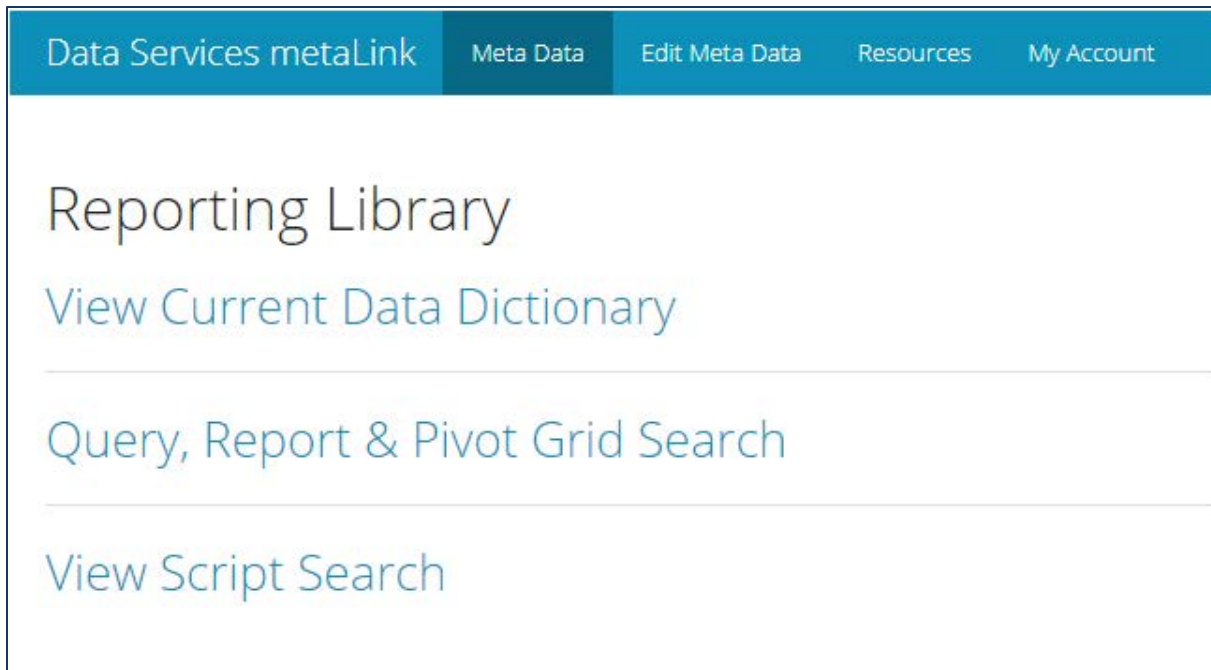 Data Services metaLink Meta Data Edit Meta Data Resources My Account
Reporting Library
View Current Data Dictionary
Query, Report & Pivot Grid Search
View Script Search